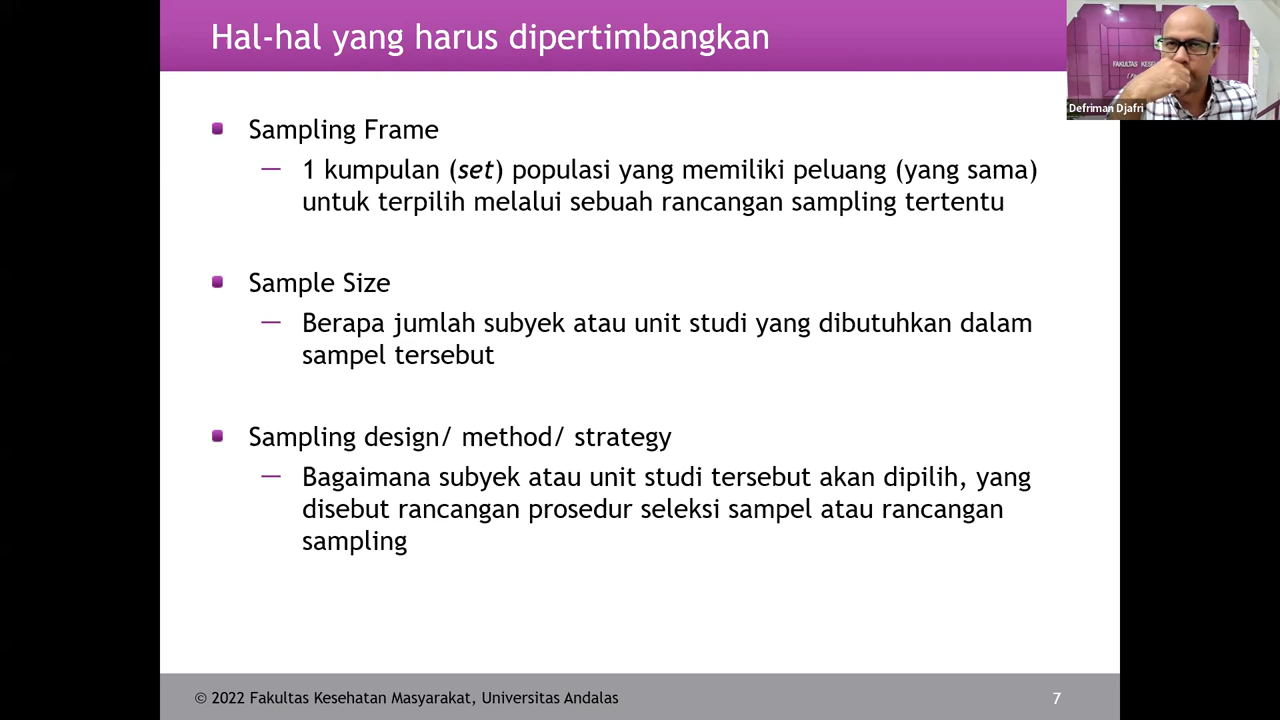 Hal-hal yang harus dipertimbangkan
FAKULTAS KESE
Defriman Djafri
Sampling Frame
— 1 kumpulan (set) populasi yang memiliki peluang (yang sama)
untuk terpilih melalui sebuah rancangan sampling tertentu
Sample Size
— Berapa jumlah subyek atau unit studi yang dibutuhkan dalam
sampel tersebut
Sampling design/ method/ strategy
— Bagaimana subyek atau unit studi tersebut akan dipilih, yang
disebut rancangan prosedur seleksi sampel atau rancangan
sampling
© 2022 Fakultas Kesehatan Masyarakat, Universitas Andalas
7